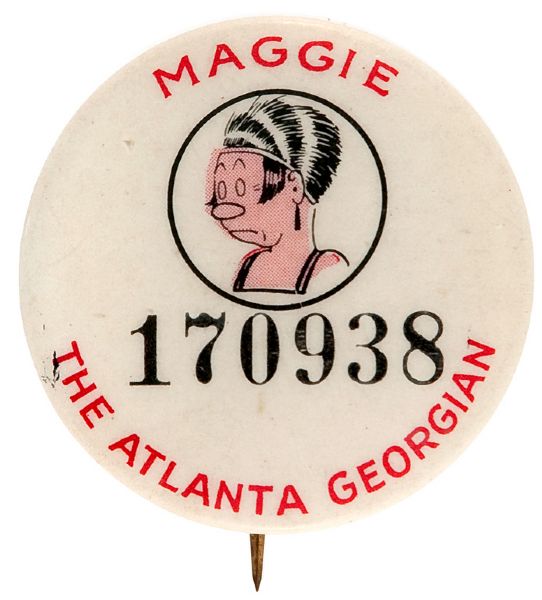 MAGGIE
170938
THE ATLANTA GEORGIAN